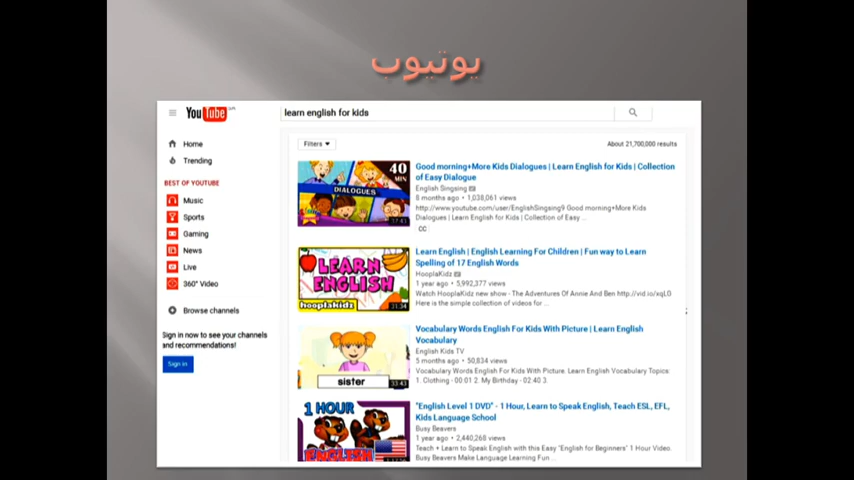 يوتيوب
YouTube
learn english for kids
Home
Trending
BEST OF YOUTUBE
Music
Sports
Gaming
News
Live
360° Video
Browse channels
Sign in now to see your channels
and recommendations!
Sign in
Filters
About 21,700,000 results
40
MIN
DIALOGUES
37:43
Good morning+More Kids Dialogues | Learn English for Kids | Collection
of Easy Dialogue
English Singsing
8 months ago • 1,038,061 views
http://www.youtube.com/user/EnglishSingsing9 Good morning+More Kids
Dialogues | Learn English for Kids | Collection of Easy ...
CC
LEARN
ENGLISH
hooplakidz
31:34
Learn English | English Learning For Children | Fun way to Learn
Spelling of 17 English Words
HooplaKidz
1 year ago • 5,992,377 views
Watch HooplaKidz new show - The Adventures Of Annie And Ben http://vid.io/xqLG
Here is the simple collection of videos for ...
sister
33:43
Vocabulary Words English For Kids With Picture | Learn English
Vocabulary
English Kids TV
5 months ago • 50,834 views
Vocabulary Words English For Kids With Picture. Learn English Vocabulary Topics:
1. Clothing - 00:01 2. My Birthday - 02:40 3.
1 HOUR
ENGLISH
"English Level 1 DVD" - 1 Hour, Learn to Speak English, Teach ESL, EFL,
Kids Language School
Busy Beavers
1 year ago • 2,440,268 views
Teach + Learn to Speak English with this Easy "English for Beginners" 1 Hour Video.
Busy Beavers Make Language Learning Fun ...